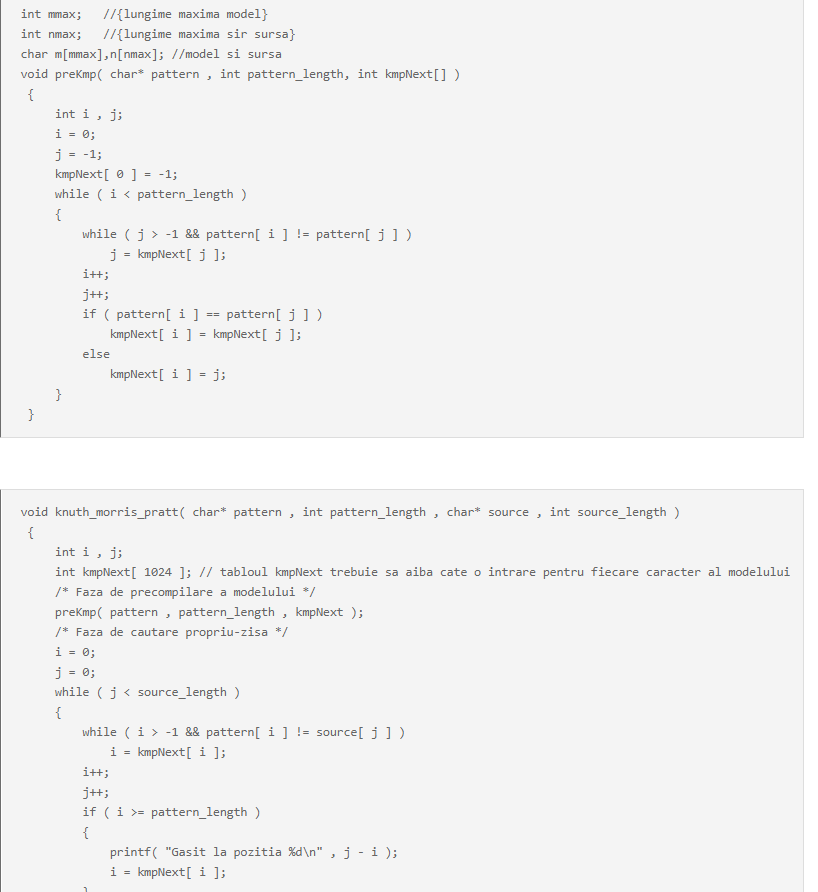 int mmax;   //{lungime maxima model}
int nmax;   //{lungime maxima sir sursa}
char m[mmax],n[nmax]; //model si sursa
void preKmp( char* pattern , int pattern_length, int kmpNext[] )
 {
     int i , j;
     i = 0;
     j = -1;
     kmpNext[ 0 ] = -1;
     while ( i < pattern_length )
     {
         while ( j > -1 && pattern[ i ] != pattern[ j ] )
             j = kmpNext[ j ];
         i++;
         j++;
         if ( pattern[ i ] == pattern[ j ] )
             kmpNext[ i ] = kmpNext[ j ];
         else
             kmpNext[ i ] = j;
     }
 }
void knuth_morris_pratt( char* pattern , int pattern_length , char* source , int source_length )
 {
     int i , j;
     int kmpNext[ 1024 ]; // tabloul kmpNext trebuie sa aiba cate o intrare pentru fiecare caracter al modelului
     /* Faza de precompilare a modelului */
     preKmp( pattern , pattern_length , kmpNext );
     /* Faza de cautare propriu-zisa */
     i = 0;
     j = 0;
     while ( j < source_length )
     {
         while ( i > -1 && pattern[ i ] != source[ j ] )
             i = kmpNext[ i ];
         i++;
         j++;
         if ( i >= pattern_length )
         {
             printf( "Gasit la pozitia %d\n" , j - i );
             i = kmpNext[ i ];
         }